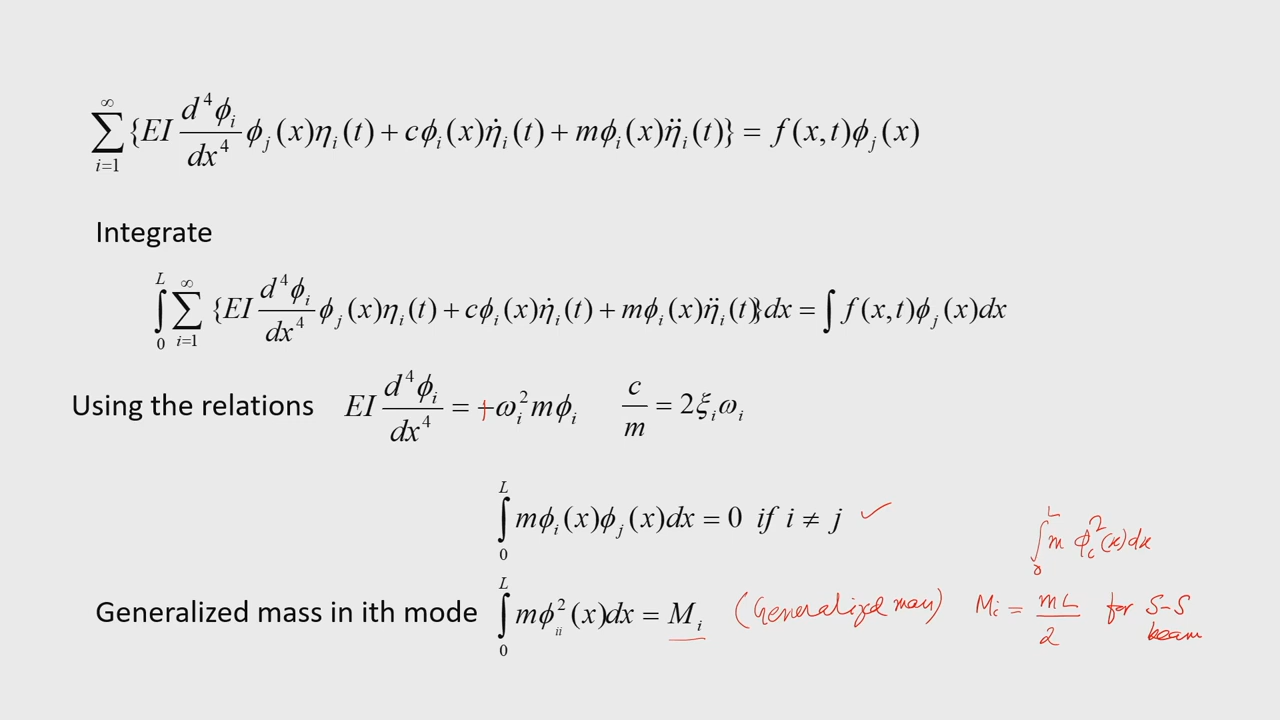 ∑_{i=1}^{∞} {EI d⁴ϕ_i/dx⁴ ϕ_j(x)η_i(t) + cϕ_i(x)η̇_i(t) + mϕ_i(x)η̈_i(t)} = f(x,t)ϕ_j(x)
Integrate
∫_0^L ∑_{i=1}^{∞} {EI d⁴ϕ_i/dx⁴ ϕ_j(x)η_i(t) + cϕ_i(x)η̇_i(t) + mϕ_i(x)η̈_i(t)}dx = ∫ f(x,t)ϕ_j(x)dx
Using the relations EI d⁴ϕ_i/dx⁴ = +ω_i² mϕ_i c/m = 2ξ_iω_i
∫_0^L mϕ_i(x)ϕ_j(x)dx = 0 if i ≠ j ✓
∫_0^L m ϕ_i²(x)dx
Generalized mass in ith mode ∫_0^L mϕ²_{ii}(x)dx = M_i (Generalized mass) M_i = mL/2 for S-S
beam